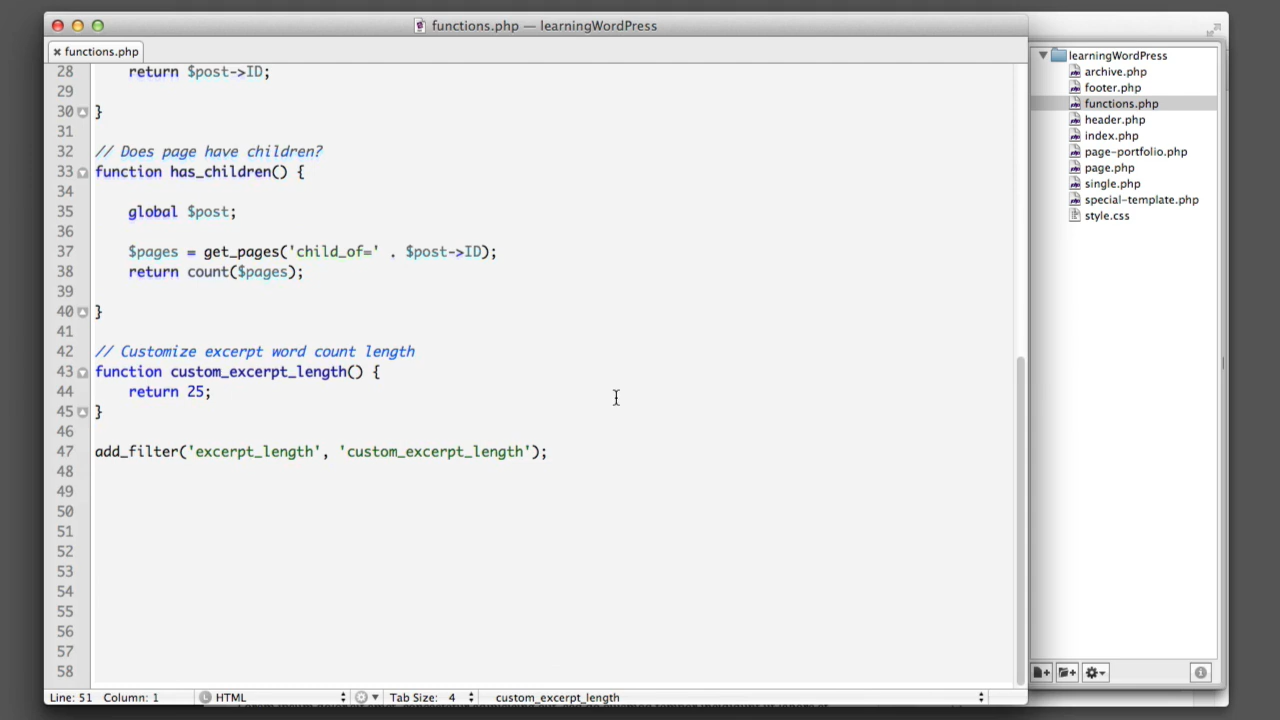 functions.php — learningWordPress
functions.php
28 return $post->ID;
29
30 }
31
32 // Does page have children?
33 function has_children() {
34
35 global $post;
36
37 $pages = get_pages('child_of=' . $post->ID);
38 return count($pages);
39
40 }
41
42 // Customize excerpt word count length
43 function custom_excerpt_length() {
44 return 25;
45 }
46
47 add_filter('excerpt_length', 'custom_excerpt_length');
48
49
50
51
52
53
54
55
56
57
58
Line: 51 Column: 1 HTML Tab Size: 4 custom_excerpt_length
learningWordPress
archive.php
footer.php
functions.php
header.php
index.php
page-portfolio.php
page.php
single.php
special-template.php
style.css